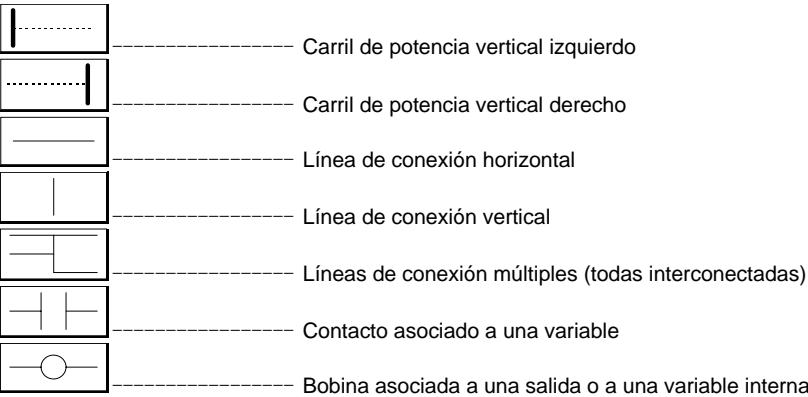 Carril de potencia vertical izquierdo
Carril de potencia vertical derecho
Línea de conexión horizontal
Línea de conexión vertical
Líneas de conexión múltiples (todas interconectadas)
Contacto asociado a una variable
Bobina asociada a una salida o a una variable interna